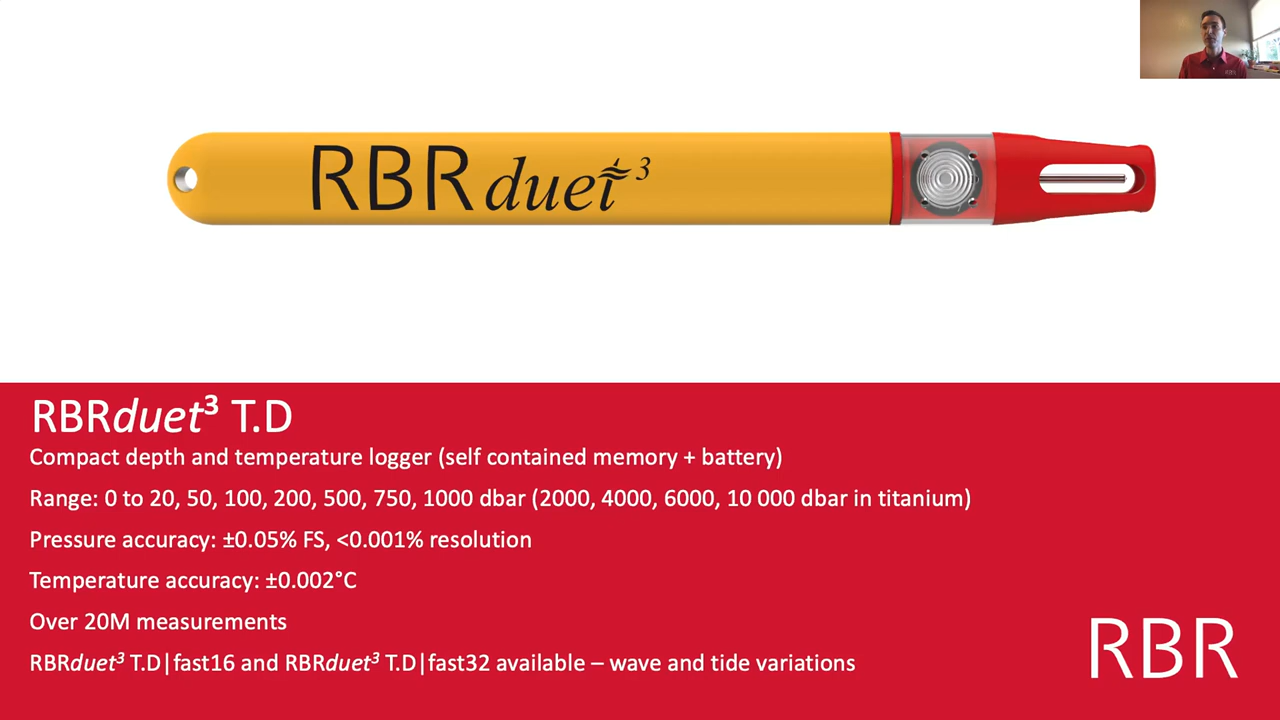 RBR duet³
RBRduet³ T.D
Compact depth and temperature logger (self contained memory + battery)
Range: 0 to 20, 50, 100, 200, 500, 750, 1000 dbar (2000, 4000, 6000, 10 000 dbar in titanium)
Pressure accuracy: ±0.05% FS, <0.001% resolution
Temperature accuracy: ±0.002°C
Over 20M measurements
RBRduet³ T.D|fast16 and RBRduet³ T.D|fast32 available – wave and tide variations
RBR